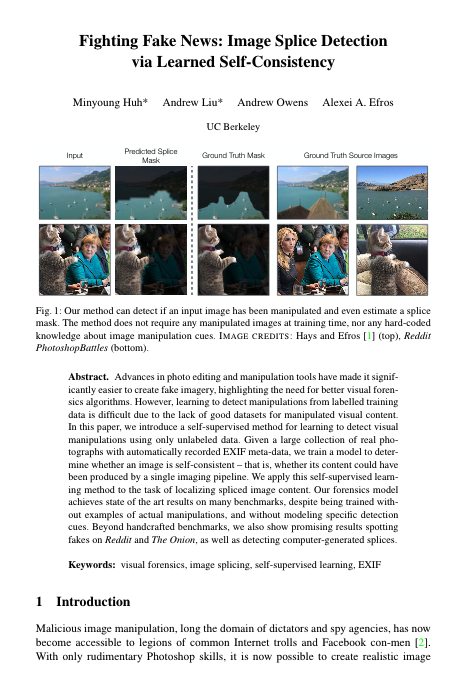 Fighting Fake News: Image Splice Detection
via Learned Self-Consistency
Minyoung Huh* Andrew Liu* Andrew Owens Alexei A. Efros
UC Berkeley
Input Predicted Splice Mask Ground Truth Mask Ground Truth Source Images
Fig. 1: Our method can detect if an input image has been manipulated and even estimate a splice
mask. The method does not require any manipulated images at training time, nor any hard-coded
knowledge about image manipulation cues. IMAGE CREDITS: Hays and Efros [1] (top), Reddit
PhotoshopBattles (bottom).
Abstract. Advances in photo editing and manipulation tools have made it signif-
icantly easier to create fake imagery, highlighting the need for better visual foren-
sics algorithms. However, learning to detect manipulations from labelled training
data is difficult due to the lack of good datasets for manipulated visual content.
In this paper, we introduce a self-supervised method for learning to detect visual
manipulations using only unlabeled data. Given a large collection of real pho-
tographs with automatically recorded EXIF meta-data, we train a model to deter-
mine whether an image is self-consistent – that is, whether its content could have
been produced by a single imaging pipeline. We apply this self-supervised learn-
ing method to the task of localizing spliced image content. Our forensics model
achieves state of the art results on many benchmarks, despite being trained with-
out examples of actual manipulations, and without modeling specific detection
cues. Beyond handcrafted benchmarks, we also show promising results spotting
fakes on Reddit and The Onion, as well as detecting computer-generated splices.
Keywords: visual forensics, image splicing, self-supervised learning, EXIF
1 Introduction
Malicious image manipulation, long the domain of dictators and spy agencies, has now
become accessible to legions of common Internet trolls and Facebook con-men [2].
With only rudimentary Photoshop skills, it is now possible to create realistic image